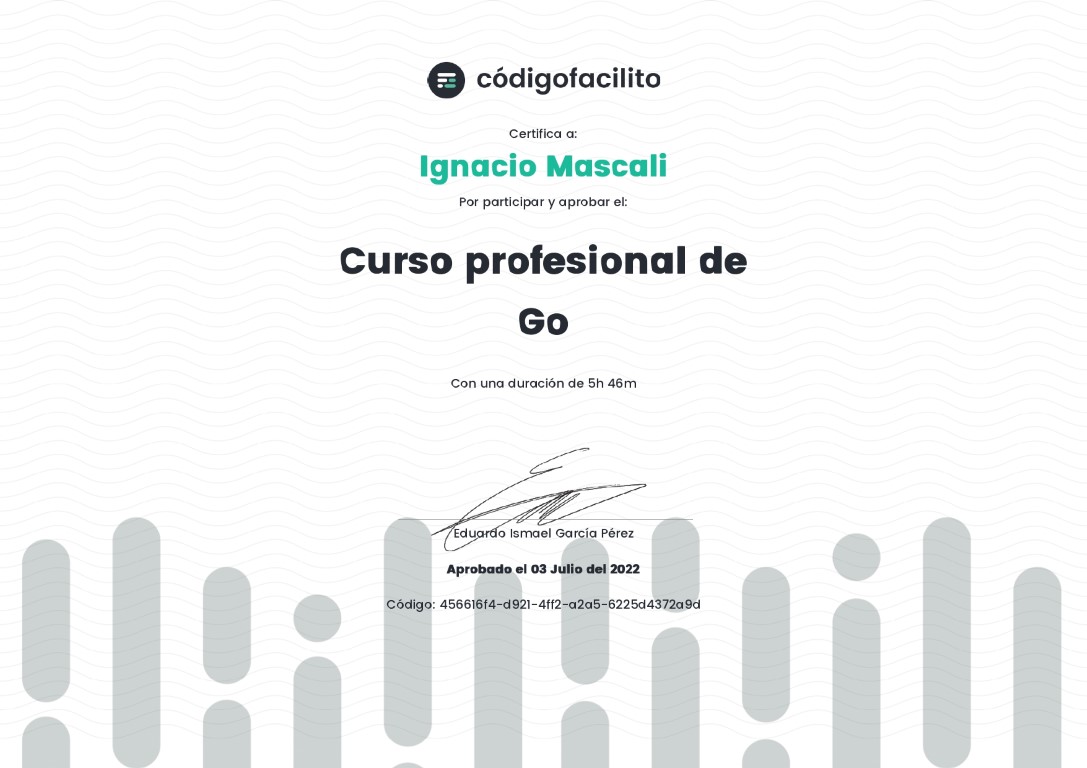 códigofacilito
Certifica a:
Ignacio Mascali
Por participar y aprobar el:
Curso profesional de
Go
Con una duración de 5h 46m
Eduardo Ismael García Pérez
Aprobado el 03 Julio del 2022
Código: 456616f4-d921-4ff2-a2a5-6225d4372a9d